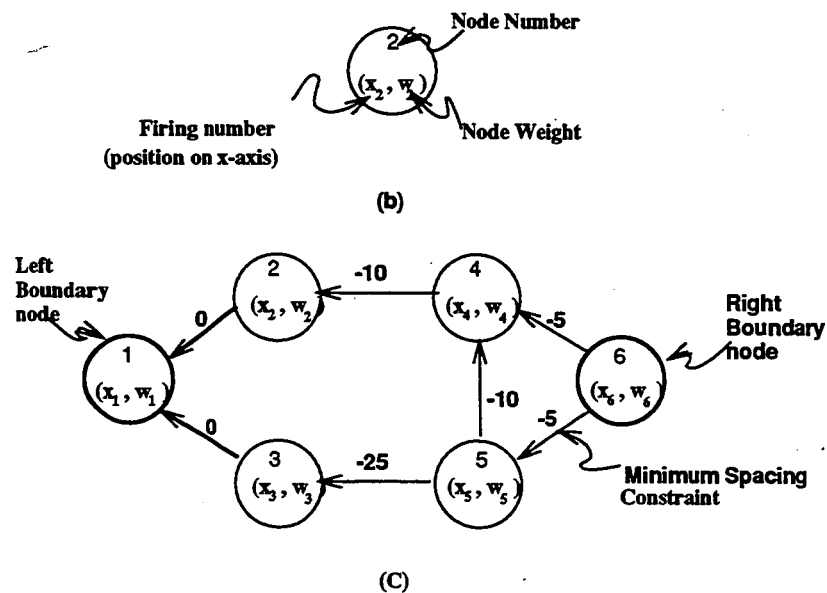 Node Number
2
(x2, w2)
Firing number
(position on x-axis)
Node Weight
(b)
Left
Boundary
node
2
(x2, w2)
-10
4
(x4, w4)
Right
Boundary
node
0
-5
1
(x1, w1)
6
(x6, w6)
-10
0
-5
3
(x3, w3)
-25
5
(x5, w5)
Minimum Spacing
Constraint
(C)